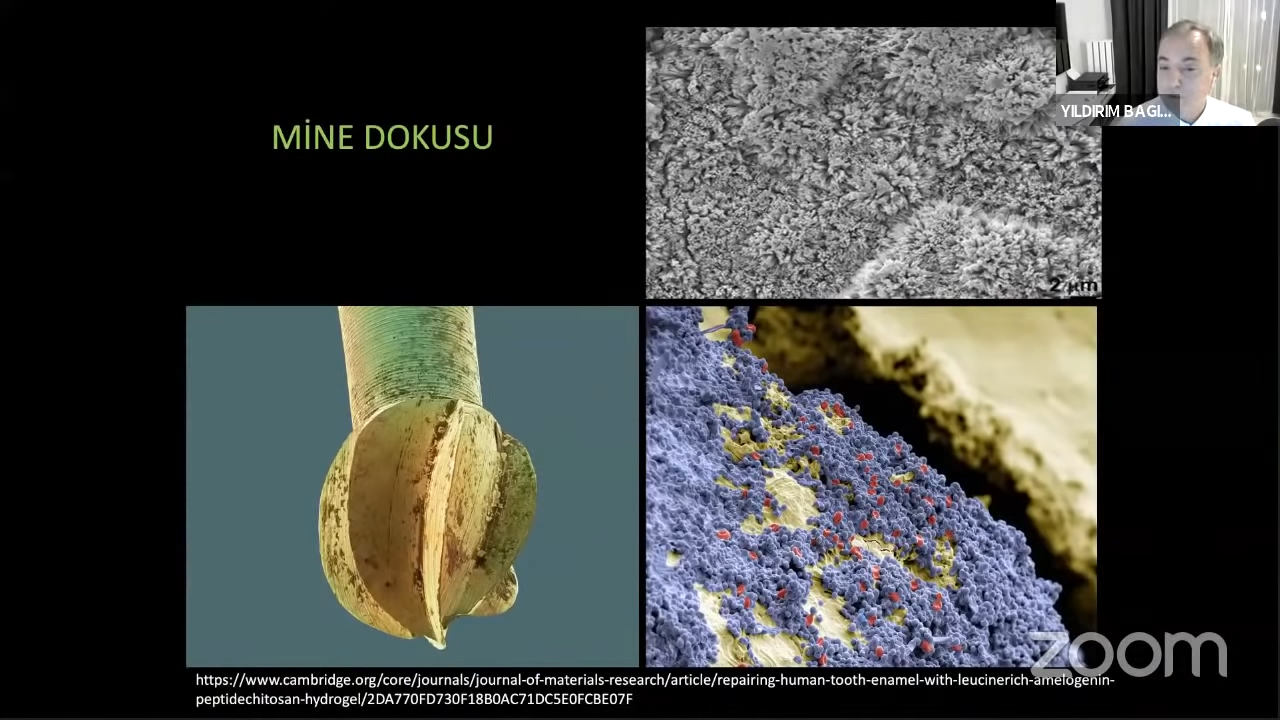 YILDIRIM BAGI...
MİNE DOKUSU
2 μm
zoom
https://www.cambridge.org/core/journals/journal-of-materials-research/article/repairing-human-tooth-enamel-with-leucinerich-amelogenin-
peptidechitosan-hydrogel/2DA770FD730F18B0AC71DC5E0FCBE07F